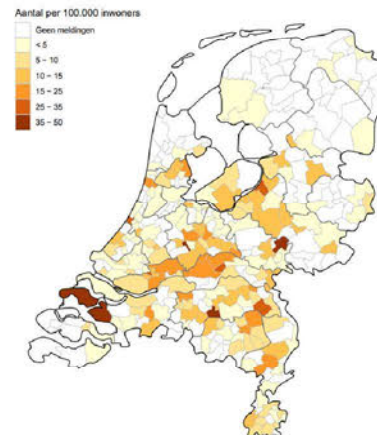 Aantal per 100.000 inwoners
Geen meldingen
< 5
5 – 10
10 – 15
15 – 25
25 – 35
35 – 50